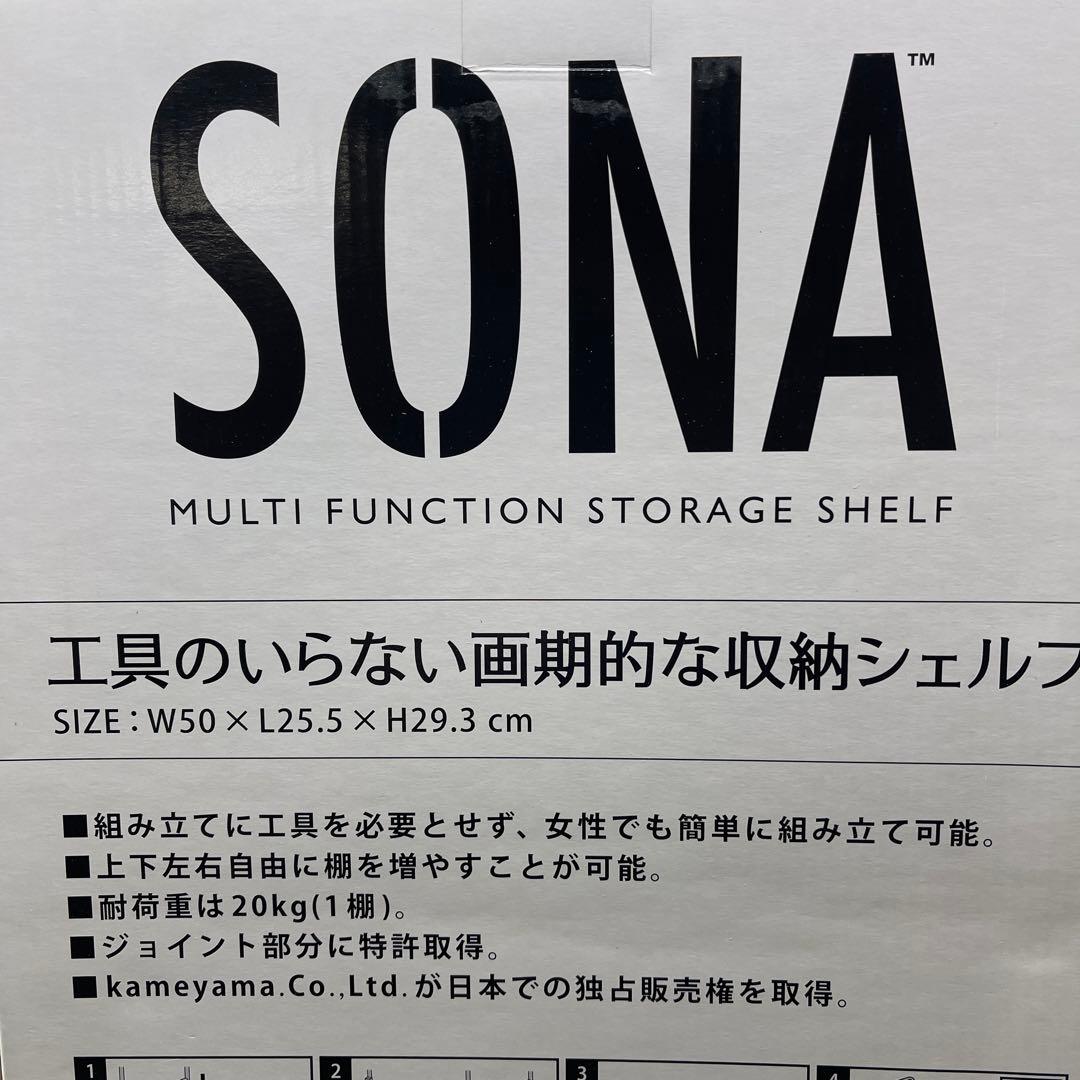 SONA™
MULTI FUNCTION STORAGE SHELF
工具のいらない画期的な収納シェルフ
SIZE : W50 × L25.5 × H29.3 cm
■組み立てに工具を必要とせず、女性でも簡単に組み立て可能。
■上下左右自由に棚を増やすことが可能。
■耐荷重は20kg(1棚)。
■ジョイント部分に特許取得。
■kameyama.Co.,Ltd.が日本での独占販売権を取得。
1 2 3 4